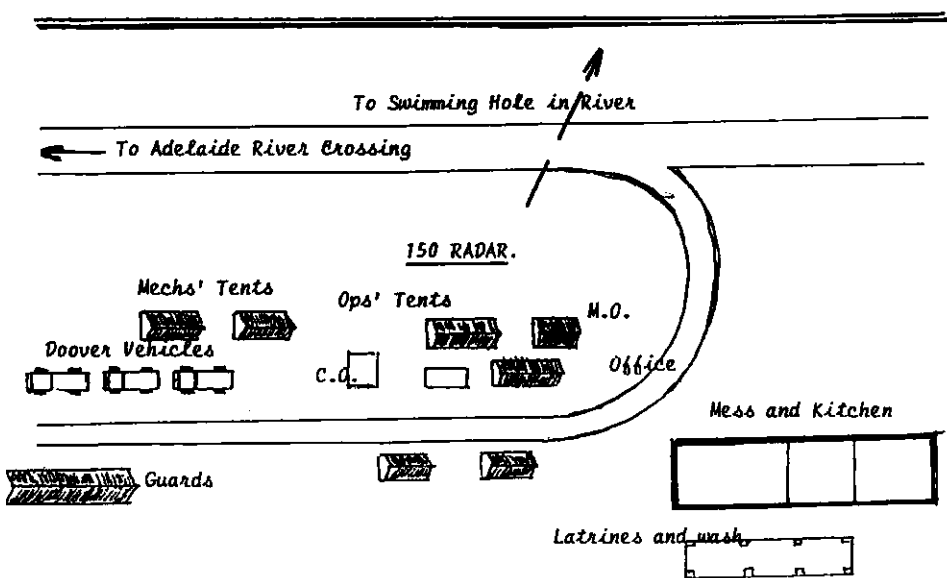 To Swimming Hole in River
To Adelaide River Crossing
150 RADAR.
Mechs' Tents
Ops' Tents
M.O.
Doover Vehicles
C.O.
Office
Mess and Kitchen
Guards
Latrines and wash